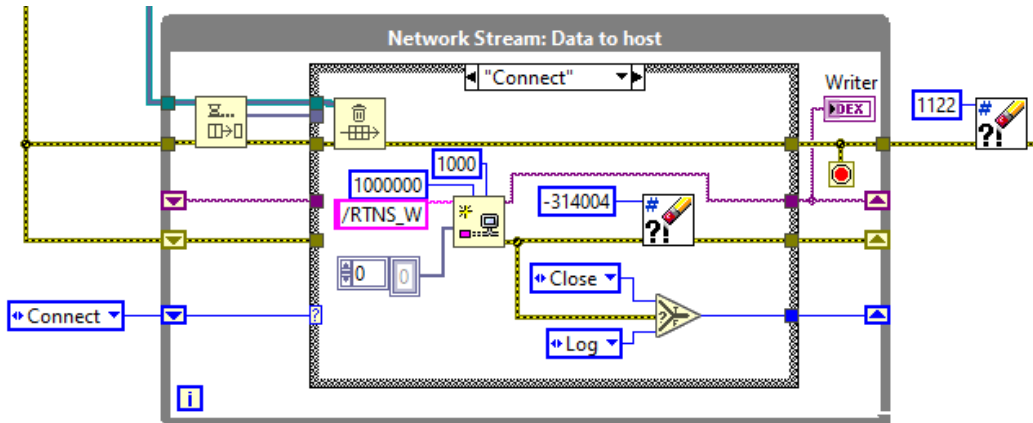 Network Stream: Data to host
"Connect"
Writer
DEX
1122
#
?!
1000
1000000
/RTNS_W
-314004
#
?!
0
0
Close
Connect
?
T
F
?
Log
i